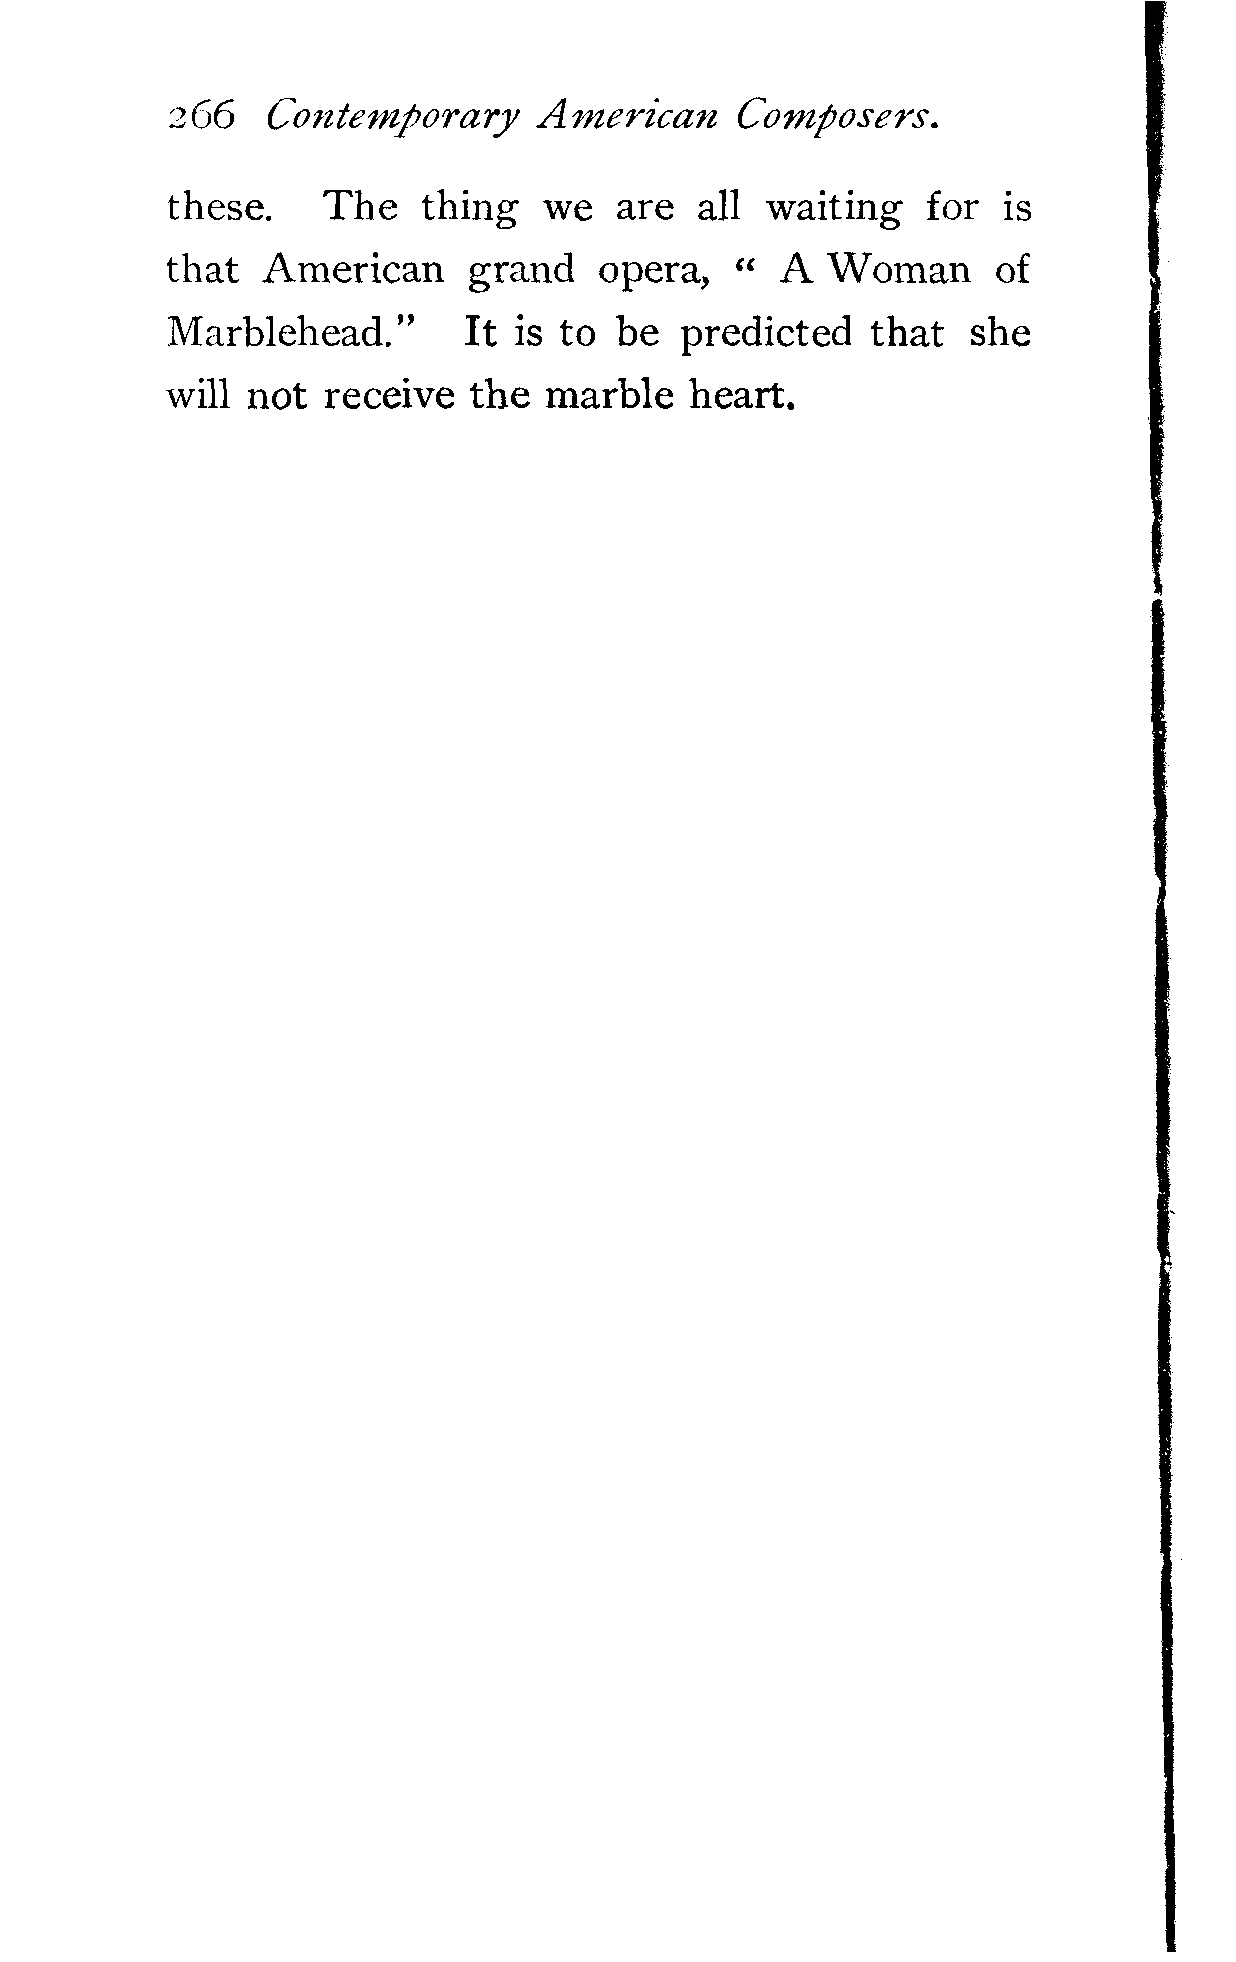 266 Contemporary American Composers.
these. The thing we are all waiting for is
that American grand opera, “ A Woman of
Marblehead.” It is to be predicted that she
will not receive the marble heart.